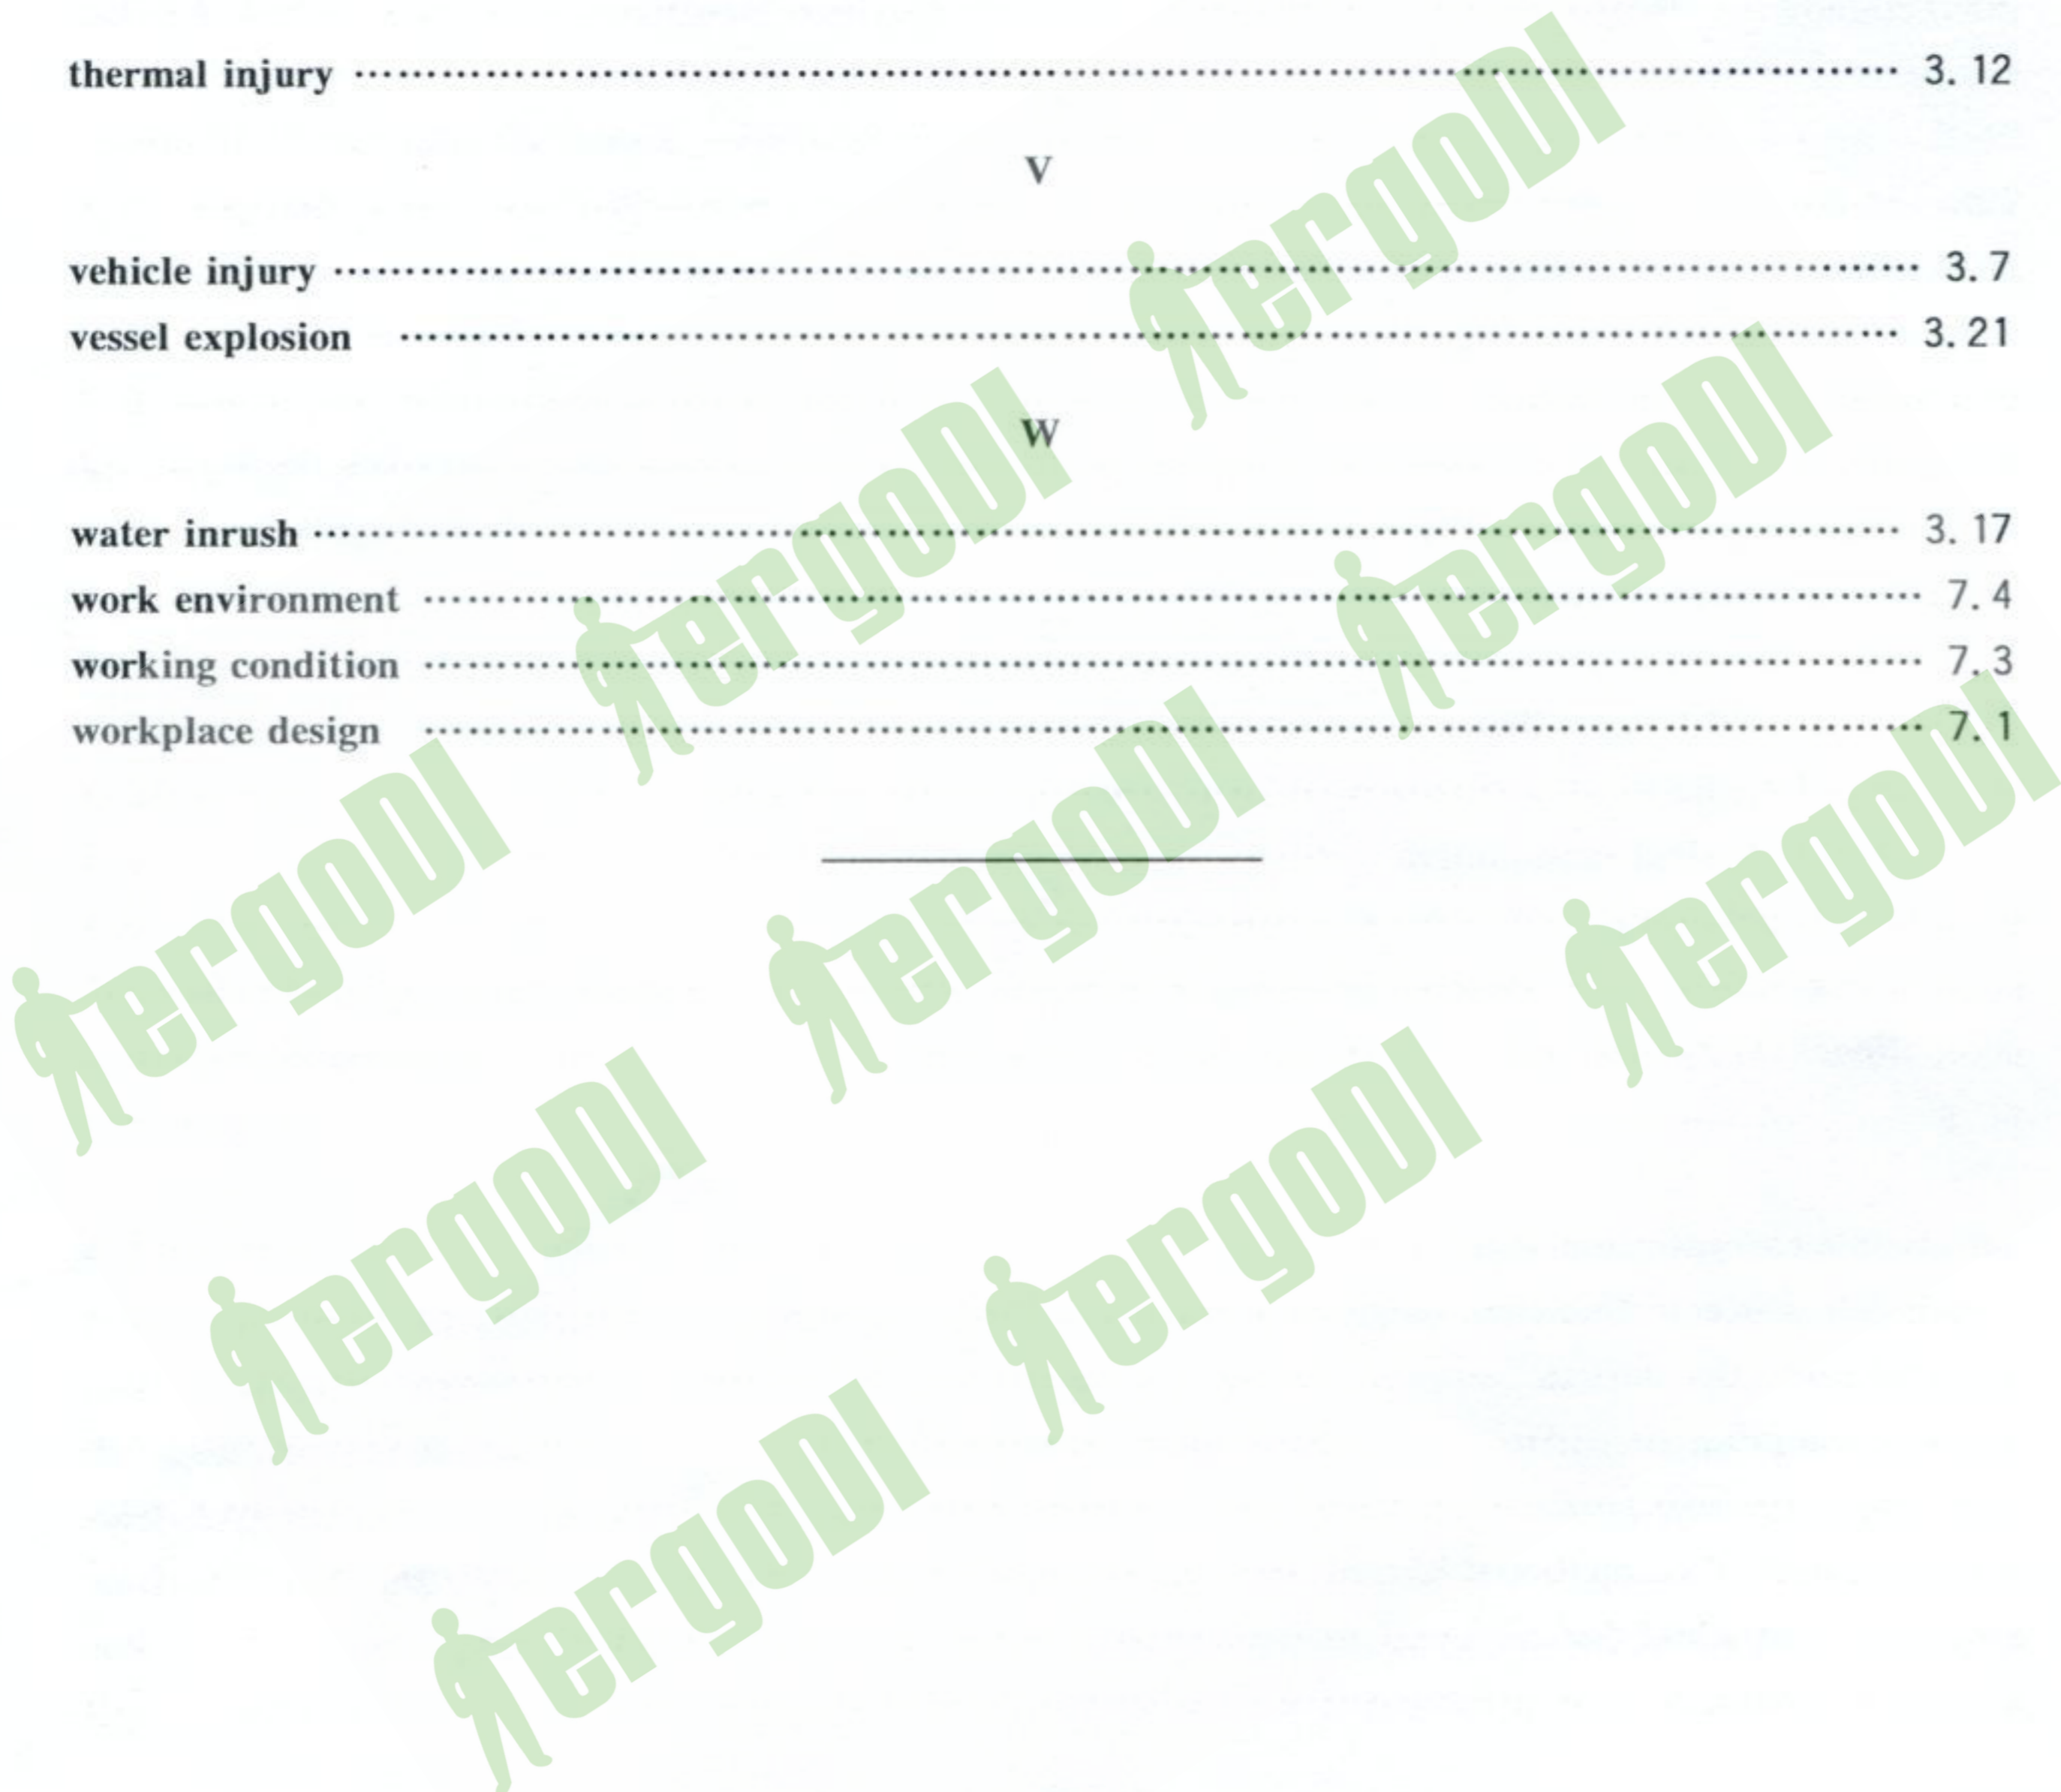 thermal injury ………………………………………………………………………… 3.12
V
vehicle injury ………………………………………………………………………… 3.7
vessel explosion ………………………………………………………………………… 3.21
W
water inrush ………………………………………………………………………… 3.17
work environment ………………………………………………………………………… 7.4
working condition ………………………………………………………………………… 7.3
workplace design ………………………………………………………………………… 7.1
ergoDI
ergoDI
ergoDI
ergoDI
ergoDI
ergoDI
ergoDI
ergoDI
ergoDI